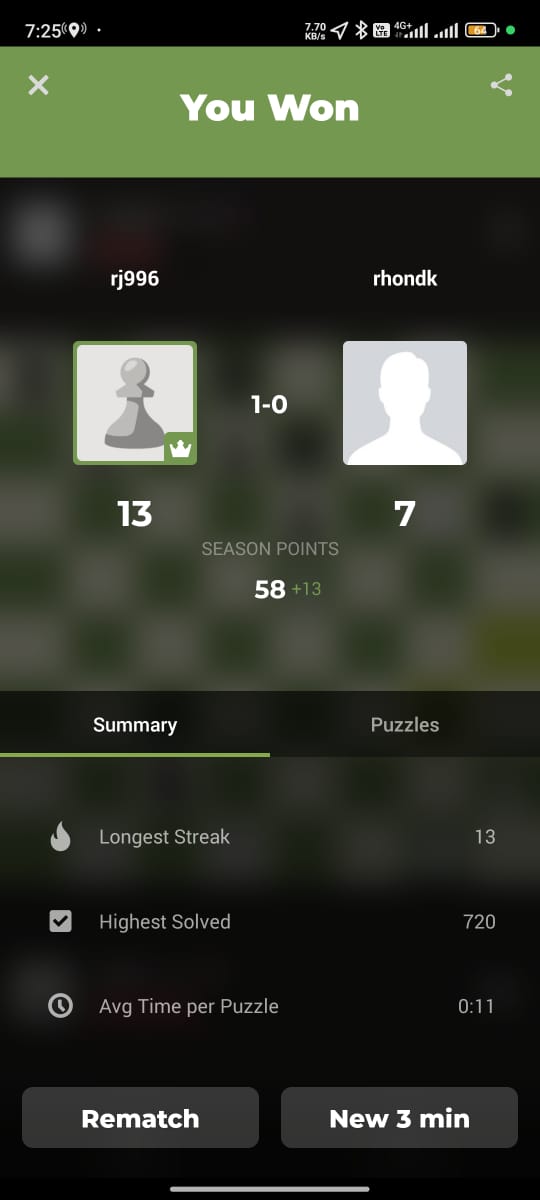 7:25
7.70
KB/s
Vo
LTE
4G+
64
You Won
rj996
rhondk
1-0
13
7
SEASON POINTS
58 +13
Summary
Puzzles
Longest Streak
13
Highest Solved
720
Avg Time per Puzzle
0:11
Rematch
New 3 min